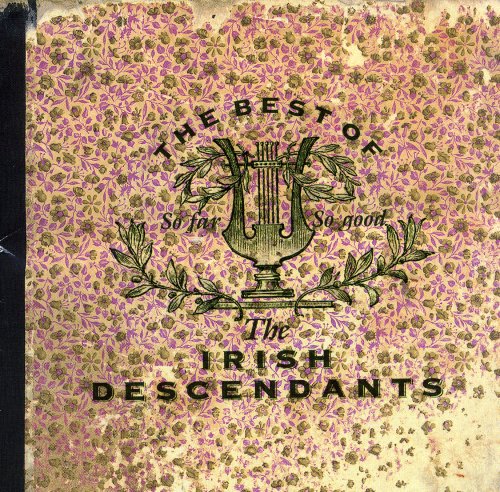 THE BEST OF
So far So good
The
IRISH
DESCENDANTS